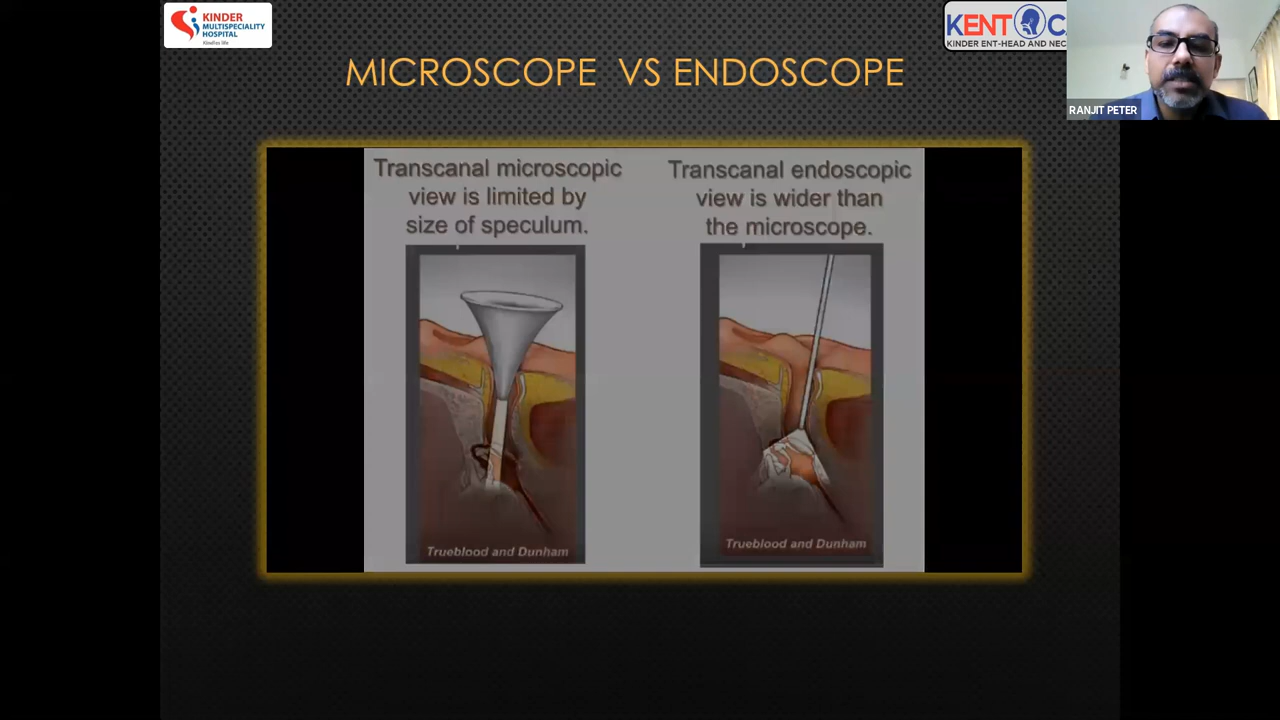 KINDER
MULTISPECIALITY
HOSPITAL
KENT
KINDER ENT-HEAD AND NEC
RANJIT PETER
MICROSCOPE VS ENDOSCOPE
Transcanal microscopic
view is limited by
size of speculum.
Trueblood and Dunham
Transcanal endoscopic
view is wider than
the microscope.
Trueblood and Dunham